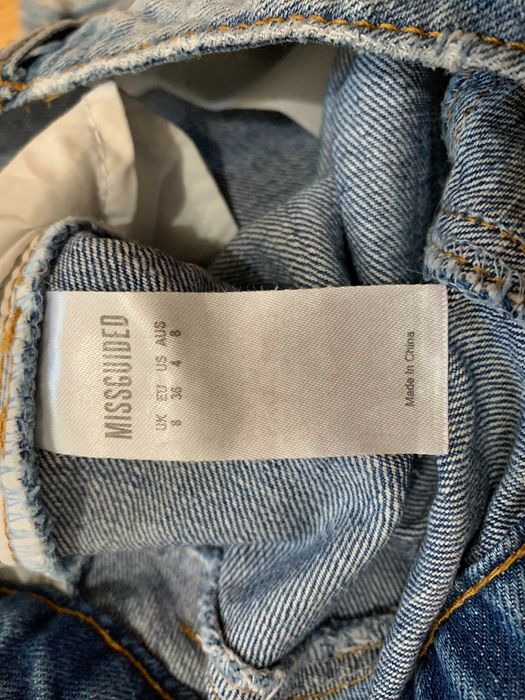 MISSGUIDED
UK EU US AUS
8 36 4 8
Made In China